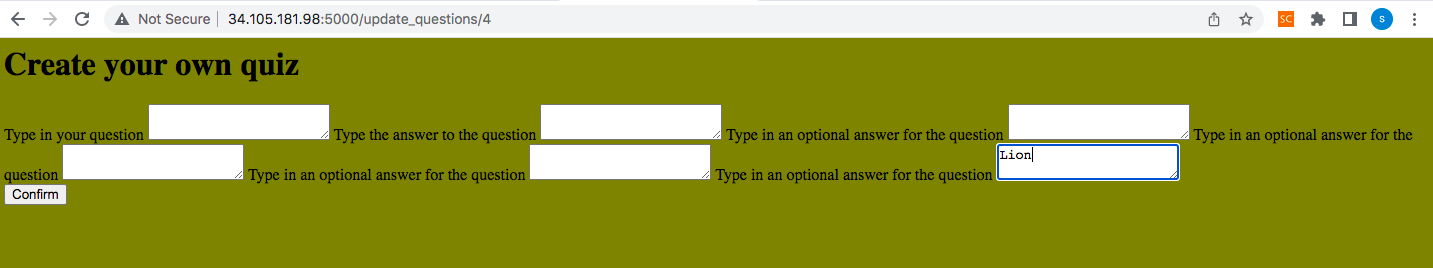 Not Secure 34.105.181.98:5000/update_questions/4 SC s
Create your own quiz
Type in your question Type the answer to the question Type in an optional answer for the question Type in an optional answer for the
question Type in an optional answer for the question Type in an optional answer for the question Lion
Confirm